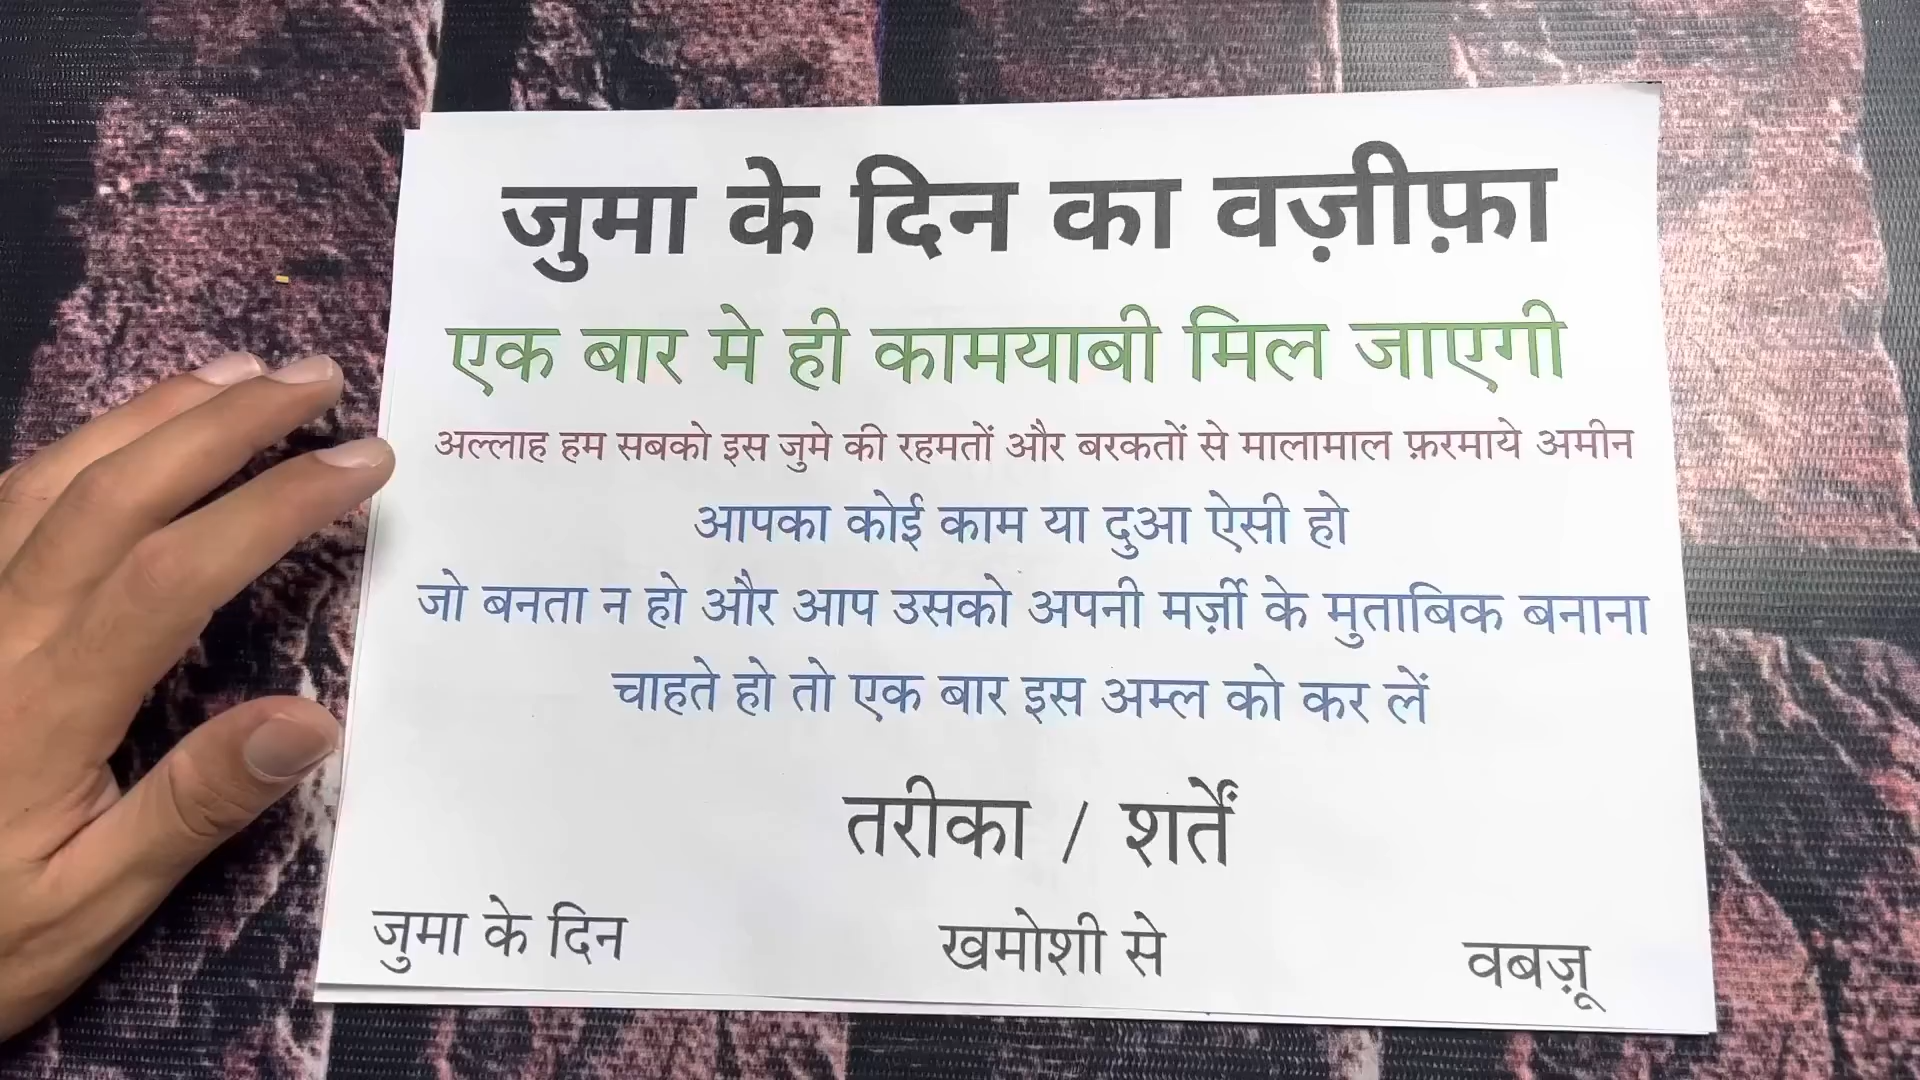 जुमा के दिन का वज़ीफ़ा
एक बार मे ही कामयाबी मिल जाएगी
अल्लाह हम सबको इस जुमे की रहमतों और बरकतों से मालामाल फ़रमाये अमीन
आपका कोई काम या दुआ ऐसी हो
जो बनता न हो और आप उसको अपनी मर्ज़ी के मुताबिक बनाना
चाहते हो तो एक बार इस अम्ल को कर लें
तरीका / शर्तें
जुमा के दिन खमोशी से वबज़ू